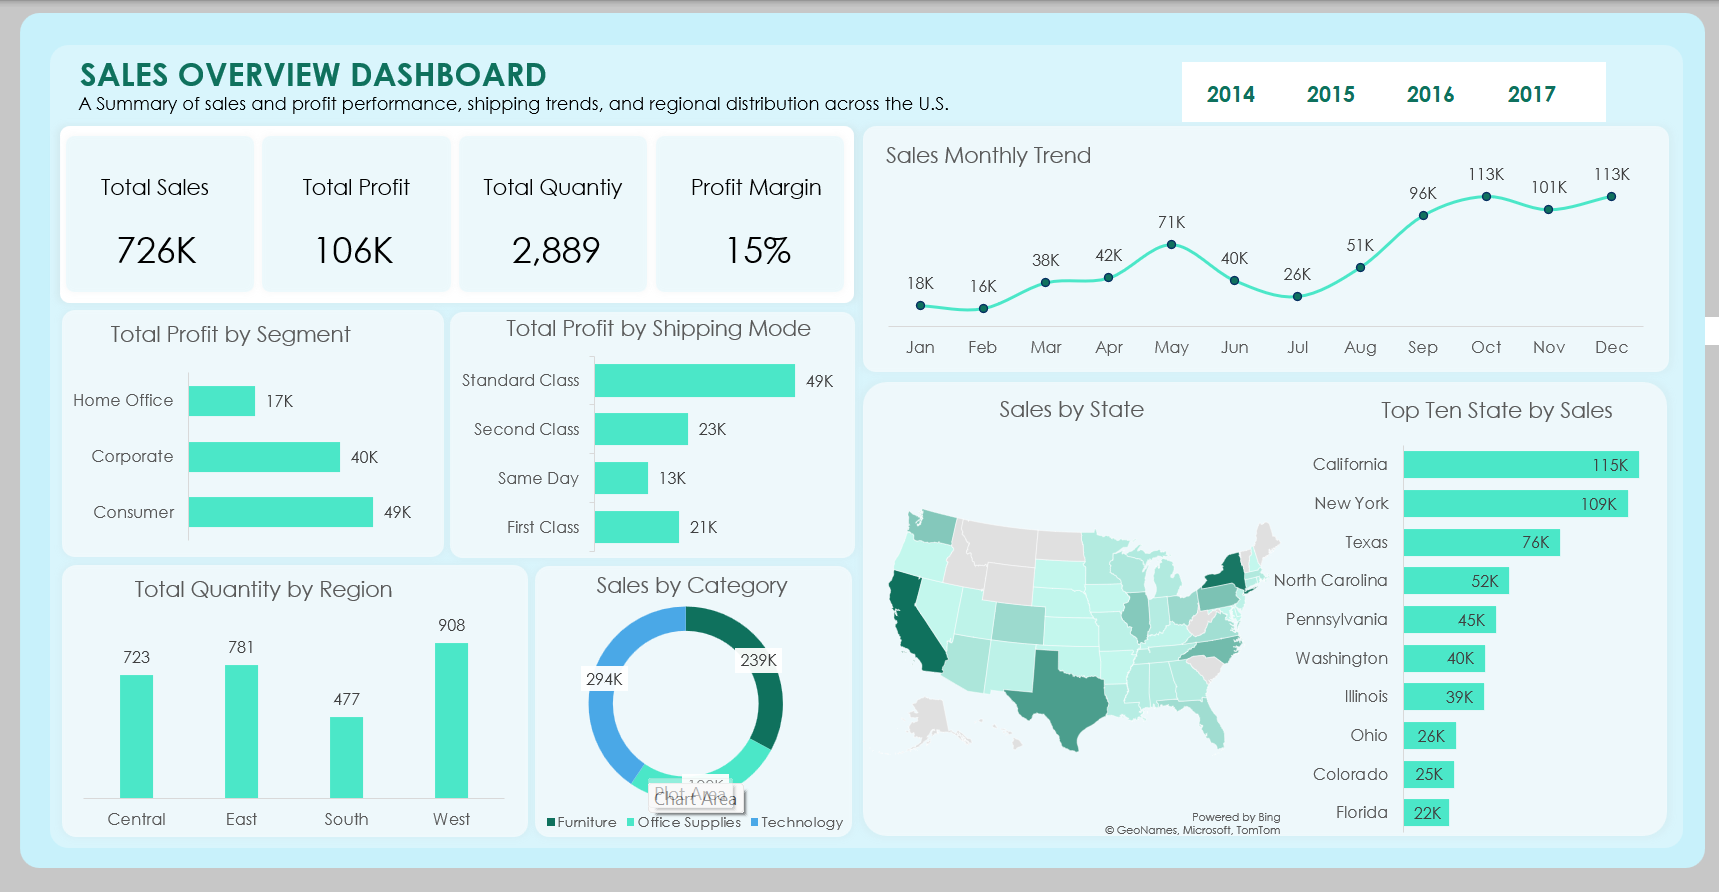 SALES OVERVIEW DASHBOARD
A Summary of sales and profit performance, shipping trends, and regional distribution across the U.S.
2014 2015 2016 2017
Total Sales
726K
Total Profit
106K
Total Quantiy
2,889
Profit Margin
15%
Sales Monthly Trend
18K 16K 38K 42K 71K 40K 26K 51K 96K 113K 101K 113K
Jan Feb Mar Apr May Jun Jul Aug Sep Oct Nov Dec
Total Profit by Segment
Home Office 17K
Corporate 40K
Consumer 49K
Total Profit by Shipping Mode
Standard Class 49K
Second Class 23K
Same Day 13K
First Class 21K
Total Quantity by Region
723 781 477 908
Central East South West
Sales by Category
239K
294K
Plot Area
Chart Area
Furniture Office Supplies Technology
Sales by State
Powered by Bing
© GeoNames, Microsoft, TomTom
Top Ten State by Sales
California 115K
New York 109K
Texas 76K
North Carolina 52K
Pennsylvania 45K
Washington 40K
Illinois 39K
Ohio 26K
Colorado 25K
Florida 22K